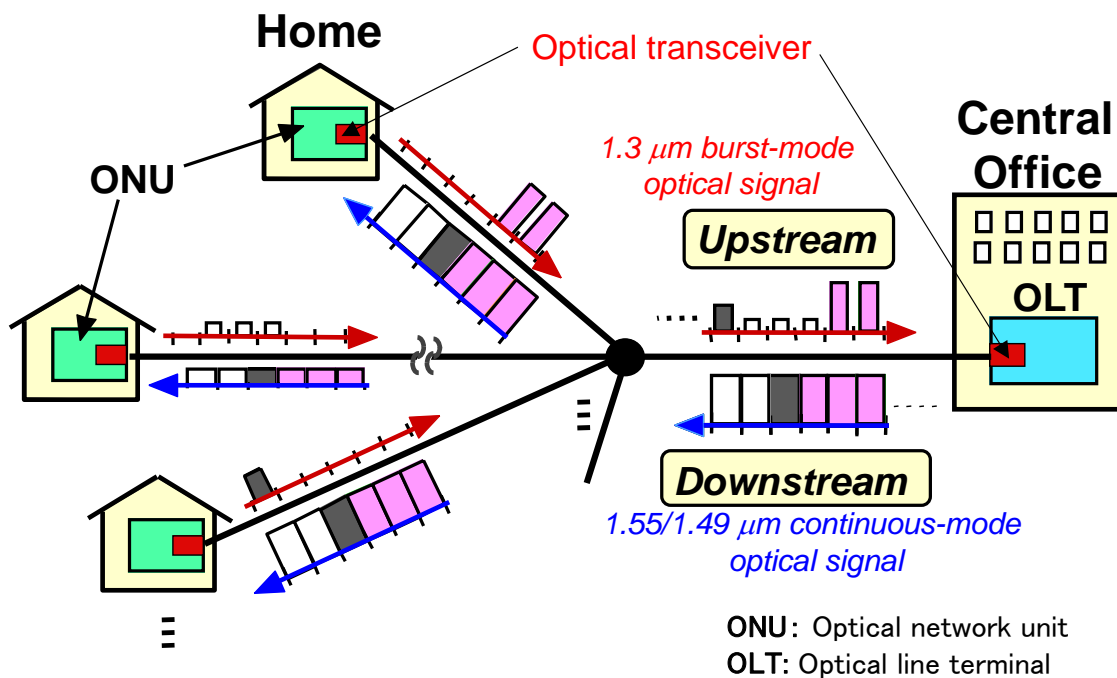 Home
Optical transceiver
Central
Office
1.3 μm burst-mode
optical signal
ONU
Upstream
OLT
Downstream
1.55/1.49 μm continuous-mode
optical signal
ONU: Optical network unit
OLT: Optical line terminal